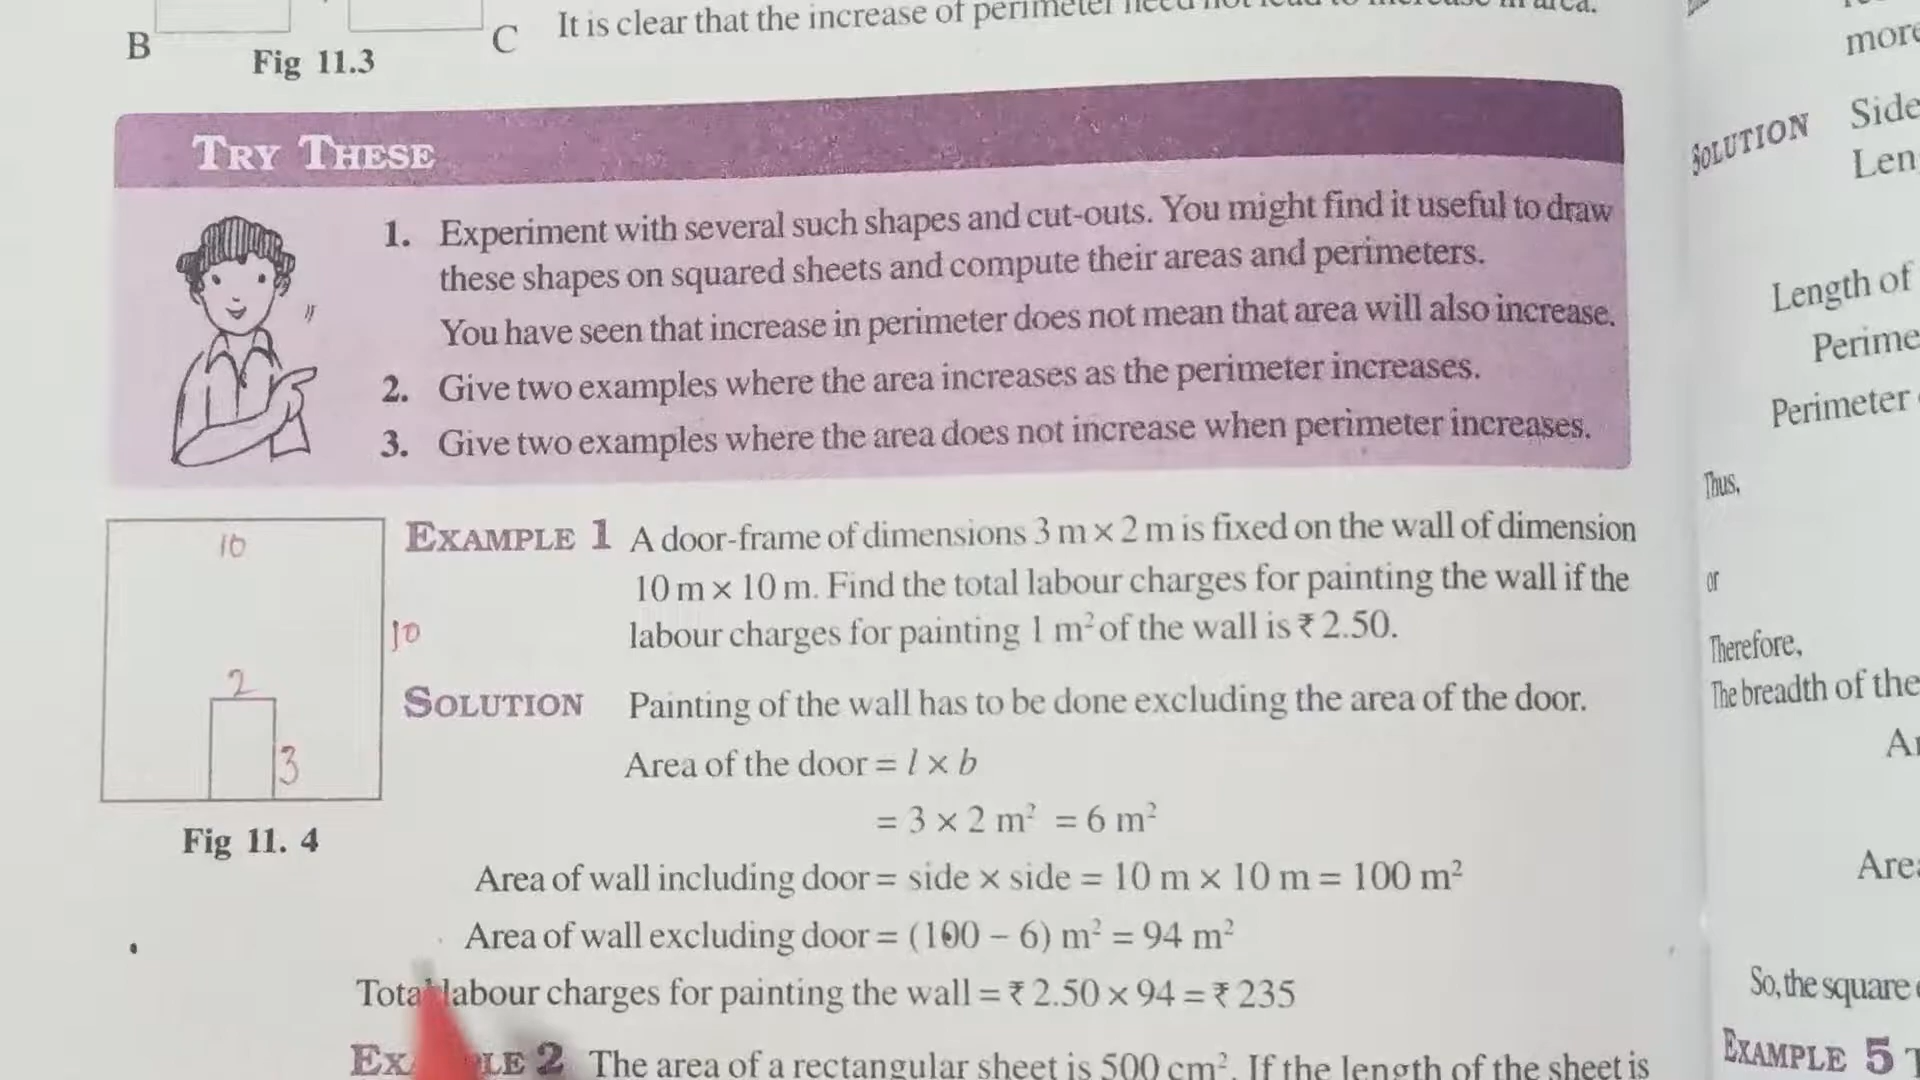 It is clear that the increase of perimeter need not lead to increase in area.
B
C
Fig 11.3
TRY THESE
1. Experiment with several such shapes and cut-outs. You might find it useful to draw
these shapes on squared sheets and compute their areas and perimeters.
You have seen that increase in perimeter does not mean that area will also increase.
2. Give two examples where the area increases as the perimeter increases.
3. Give two examples where the area does not increase when perimeter increases.
10
10
2
3
Fig 11. 4
EXAMPLE 1 A door-frame of dimensions 3 m × 2 m is fixed on the wall of dimension
10 m × 10 m. Find the total labour charges for painting the wall if the
labour charges for painting 1 m² of the wall is ₹ 2.50.
SOLUTION Painting of the wall has to be done excluding the area of the door.
Area of the door = l × b
= 3 × 2 m² = 6 m²
Area of wall including door = side × side = 10 m × 10 m = 100 m²
Area of wall excluding door = (100 – 6) m² = 94 m²
Total labour charges for painting the wall = ₹ 2.50 × 94 = ₹ 235
2 The area of a rectangular sheet is 500 cm². If the length of the sheet is
more
SOLUTION Side
Length of
Perimeter
Thus,
or
Therefore,
The breadth of the
So, the square
EXAMPLE 5